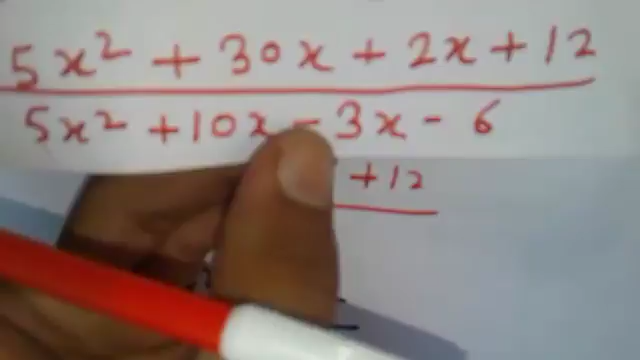 5x² + 30x + 2x + 12
5x² + 10x - 3x - 6
+12